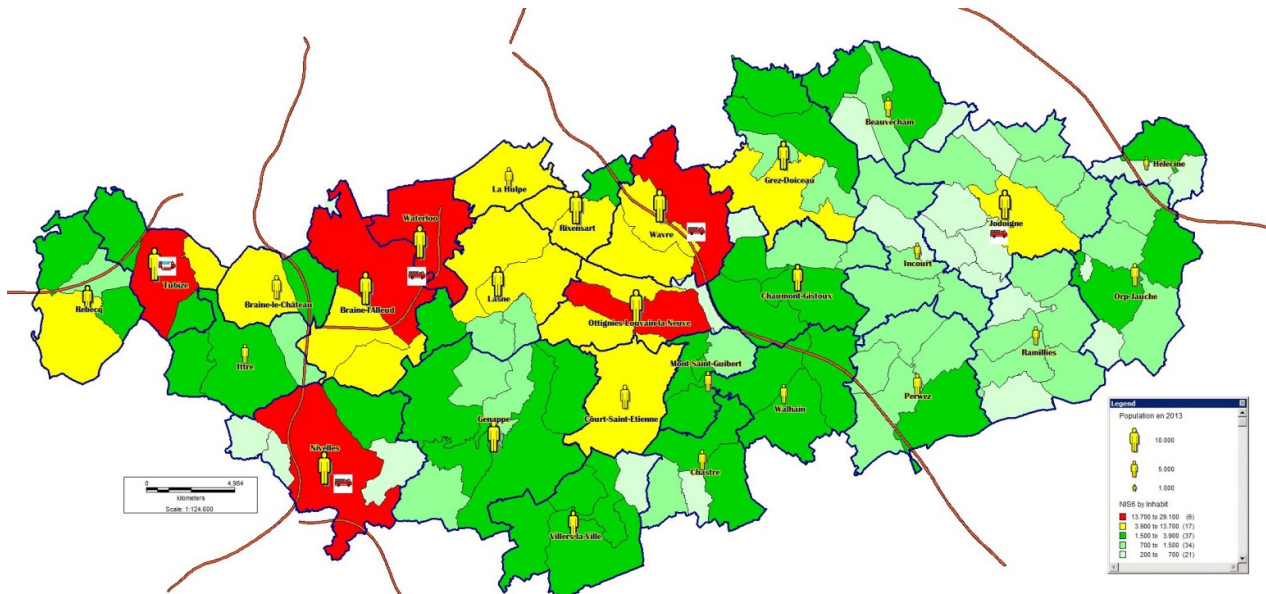 Beauvechain
Hélécine
La Hulpe
Grez-Doiceau
Waterloo
Rixensart
Wavre
Jodoigne
Incourt
Tubize
Lasne
Chaumont-Gistoux
Orp-Jauche
Braine-le-Château
Braine-l'Alleud
Rebecq
Ottignies-Louvain-la-Neuve
Ramillies
Ittre
Mont-Saint-Guibert
Perwez
Walhain
Court-Saint-Etienne
Genappe
Nivelles
Chastre
Villers-la-Ville
0 4,984
kilometers
Scale: 1:124.600
Legend
Population en 2013
10.000
5.000
1.000
NIS6 by Inhabit
13.700 to 29.100 (6)
3.900 to 13.700 (17)
1.500 to 3.900 (37)
700 to 1.500 (34)
200 to 700 (21)